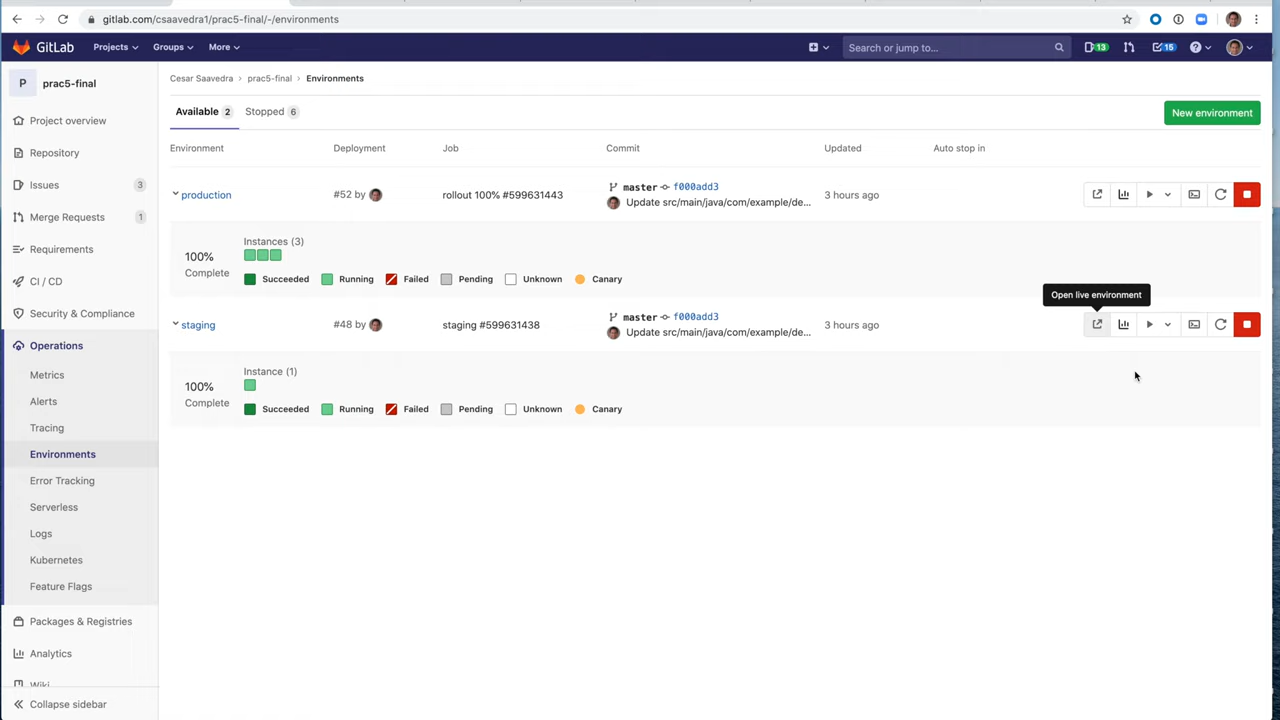 gitlab.com/csaavedra1/prac5-final/-/environments
GitLab Projects Groups More Search or jump to... 13 15
P prac5-final
Cesar Saavedra › prac5-final › Environments
Available 2 Stopped 6 New environment
Project overview
Repository
Issues 3
Merge Requests 1
Requirements
CI / CD
Security & Compliance
Operations
Metrics
Alerts
Tracing
Environments
Error Tracking
Serverless
Logs
Kubernetes
Feature Flags
Packages & Registries
Analytics
Wiki
Collapse sidebar
Environment Deployment Job Commit Updated Auto stop in
production #52 by rollout 100% #599631443 master f000add3 3 hours ago
Update src/main/java/com/example/de...
100% Complete Instances (3)
Succeeded Running Failed Pending Unknown Canary
Open live environment
staging #48 by staging #599631438 master f000add3 3 hours ago
Update src/main/java/com/example/de...
100% Complete Instance (1)
Succeeded Running Failed Pending Unknown Canary